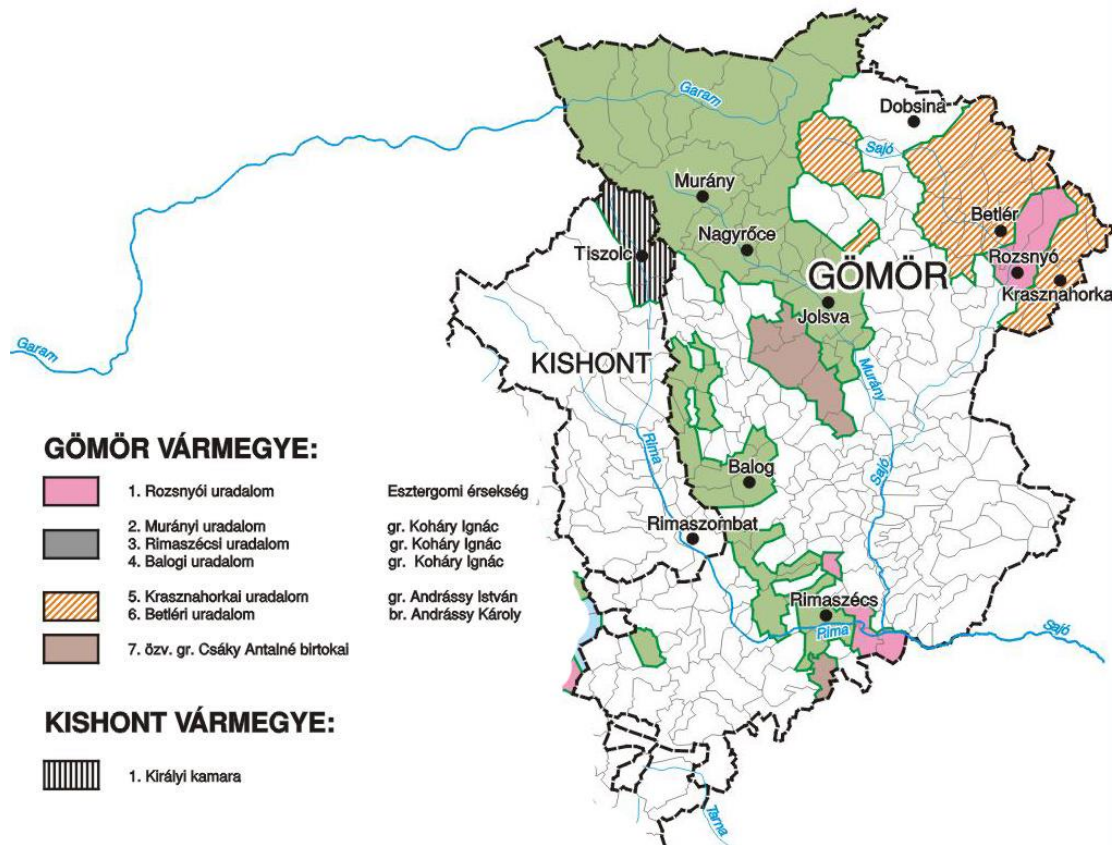 Garam
Dobsina
Sajó
Murány
Betlér
Nagyrőce
Tiszolc
Rozsnyó
GÖMÖR
Krasznahorka
Jolsva
Garam
KISHONT
Murány
GÖMÖR VÁRMEGYE:
Rima
Balog
Sajó
1. Rozsnyói uradalom Esztergomi érsekség
Rimaszombat
2. Murányi uradalom gr. Koháry Ignác
3. Rimaszécsi uradalom gr. Koháry Ignác
4. Balogi uradalom gr. Koháry Ignác
5. Krasznahorkai uradalom gr. Andrássy István
6. Betléri uradalom br. Andrássy Károly
Rimaszécs
Rima
Sajó
7. özv. gr. Csáky Antalné birtokai
KISHONT VÁRMEGYE:
1. Királyi kamara
Tarna